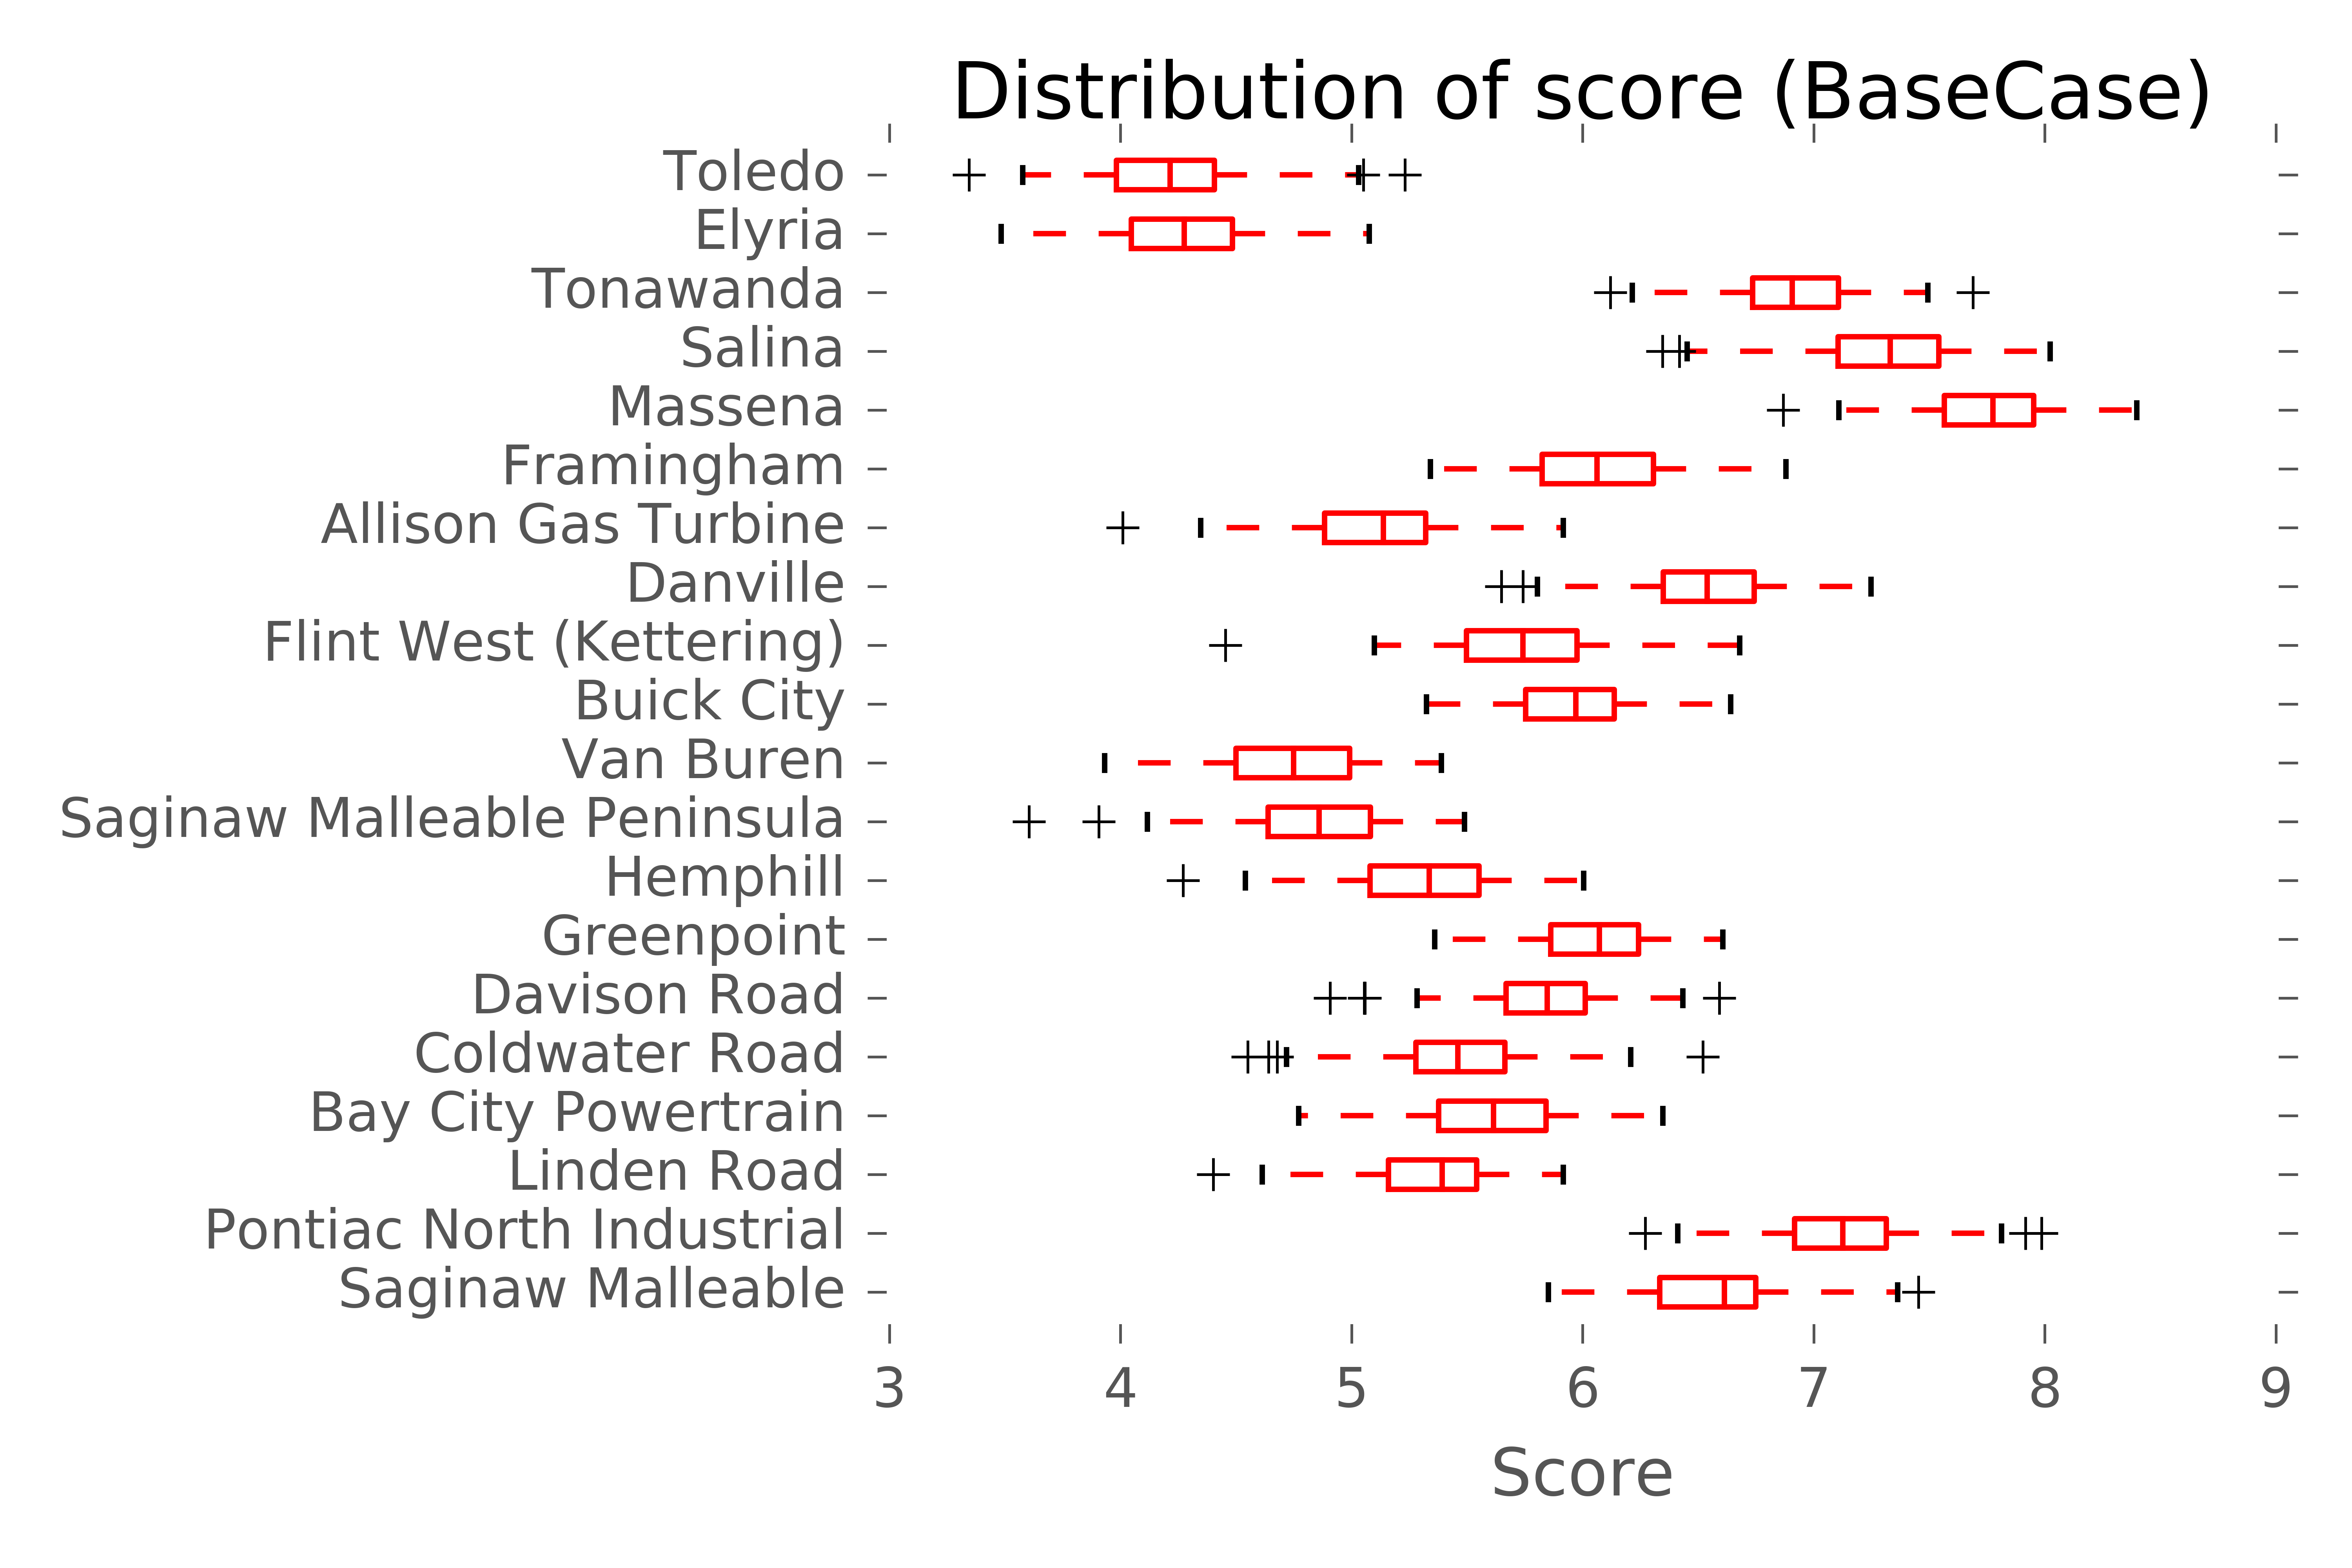 Distribution of score (BaseCase)
Toledo
Elyria
Tonawanda
Salina
Massena
Framingham
Allison Gas Turbine
Danville
Flint West (Kettering)
Buick City
Van Buren
Saginaw Malleable Peninsula
Hemphill
Greenpoint
Davison Road
Coldwater Road
Bay City Powertrain
Linden Road
Pontiac North Industrial
Saginaw Malleable
3 4 5 6 7 8 9
Score